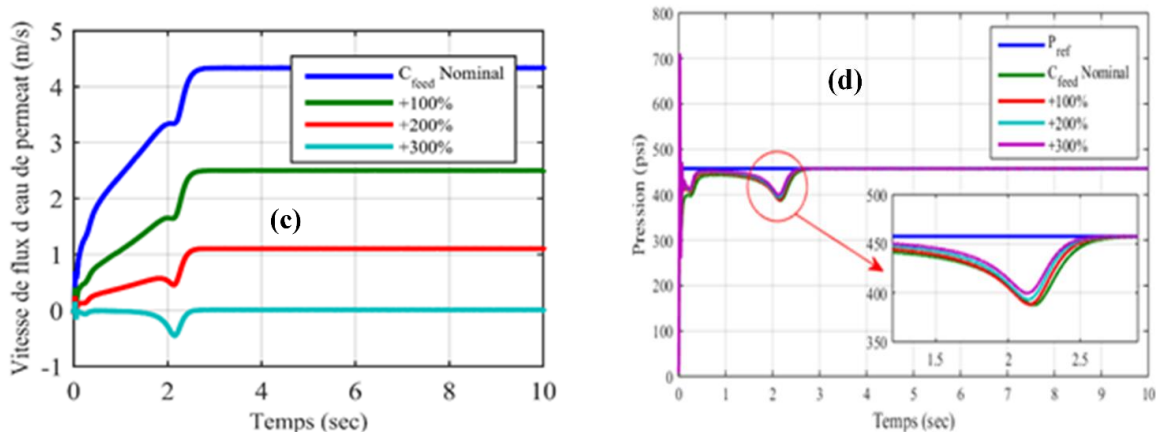 5
4
3
2
1
0
-1
Vitesse de flux d eau de permeat (m/s)
C_feed Nominal
+100%
+200%
+300%
(c)
0 2 4 6 8 10
Temps (sec)
800
700
600
500
400
300
200
100
0
Pression (psi)
(d)
P_ref
C_feed Nominal
+100%
+200%
+300%
500
450
400
350
1.5 2 2.5
0 1 2 3 4 5 6 7 8 9 10
Temps (sec)